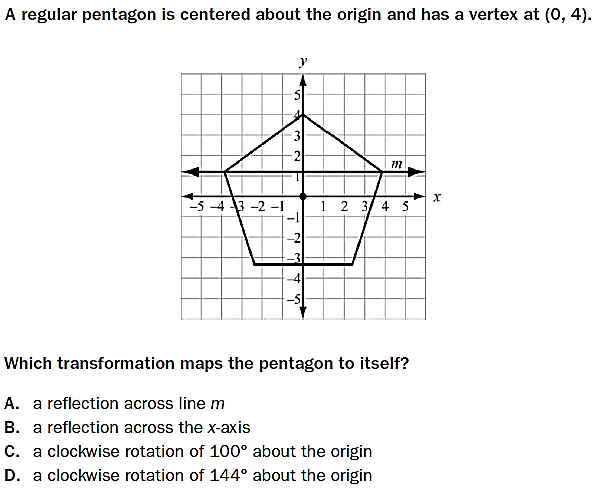 A regular pentagon is centered about the origin and has a vertex at (0, 4).
y
5
4
3
2
m
1
x
–5 –4 –3 –2 –1 1 2 3 4 5
–1
–2
–3
–4
–5
Which transformation maps the pentagon to itself?
A. a reflection across line m
B. a reflection across the x-axis
C. a clockwise rotation of 100° about the origin
D. a clockwise rotation of 144° about the origin